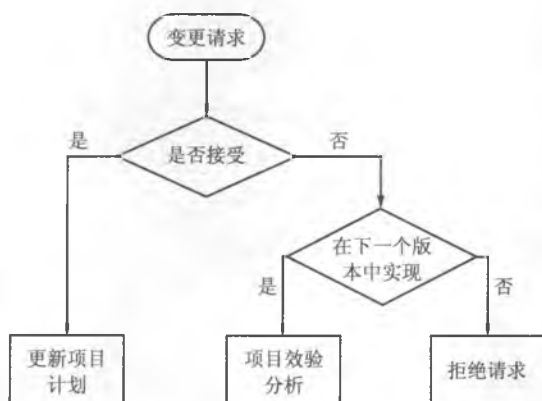 变更请求
是
是否接受
否
在下一个版
本中实现
是
否
更新项目
计划
项目效验
分析
拒绝请求